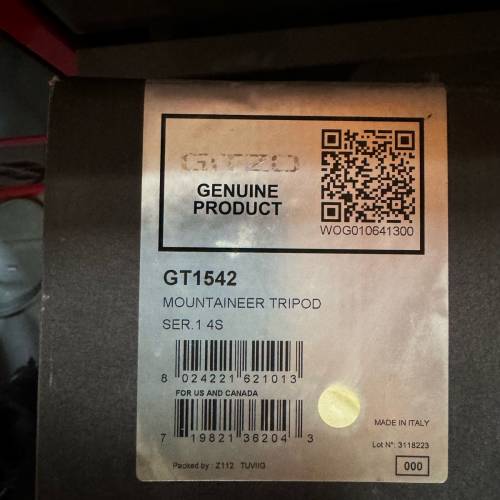 GITZO
GENUINE
PRODUCT
WOG010641300
GT1542
MOUNTAINEER TRIPOD
SER.1 4S
8 024221 621013
FOR US AND CANADA
7 19821 36204 3
MADE IN ITALY
Lot N°: 3118223
Packed by : Z112 TUVIIG
000